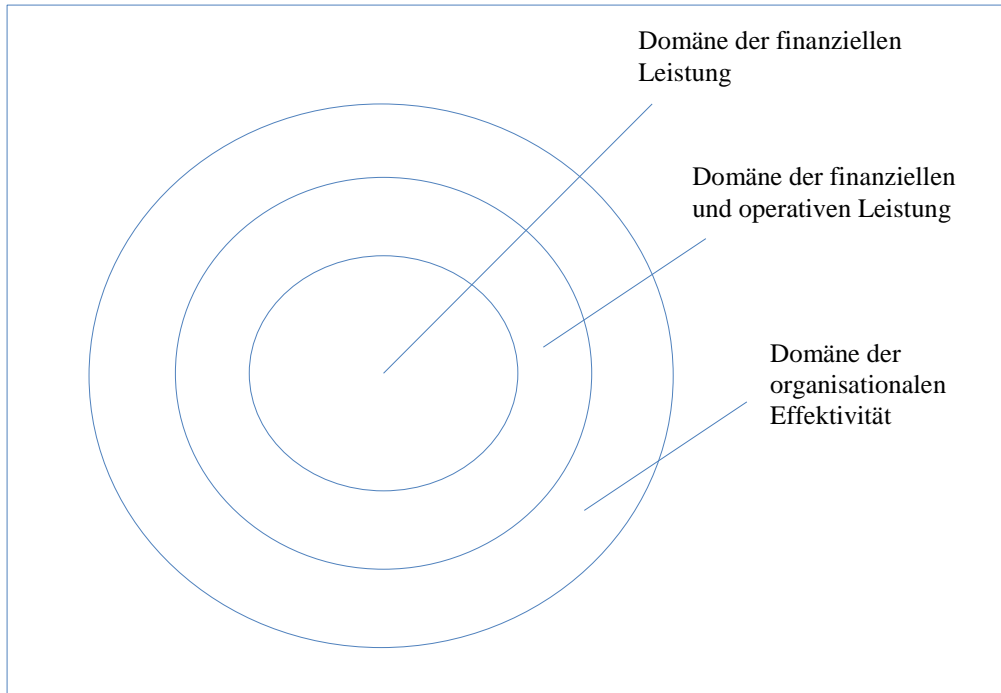 Domäne der finanziellen
Leistung
Domäne der finanziellen
und operativen Leistung
Domäne der
organisationalen
Effektivität